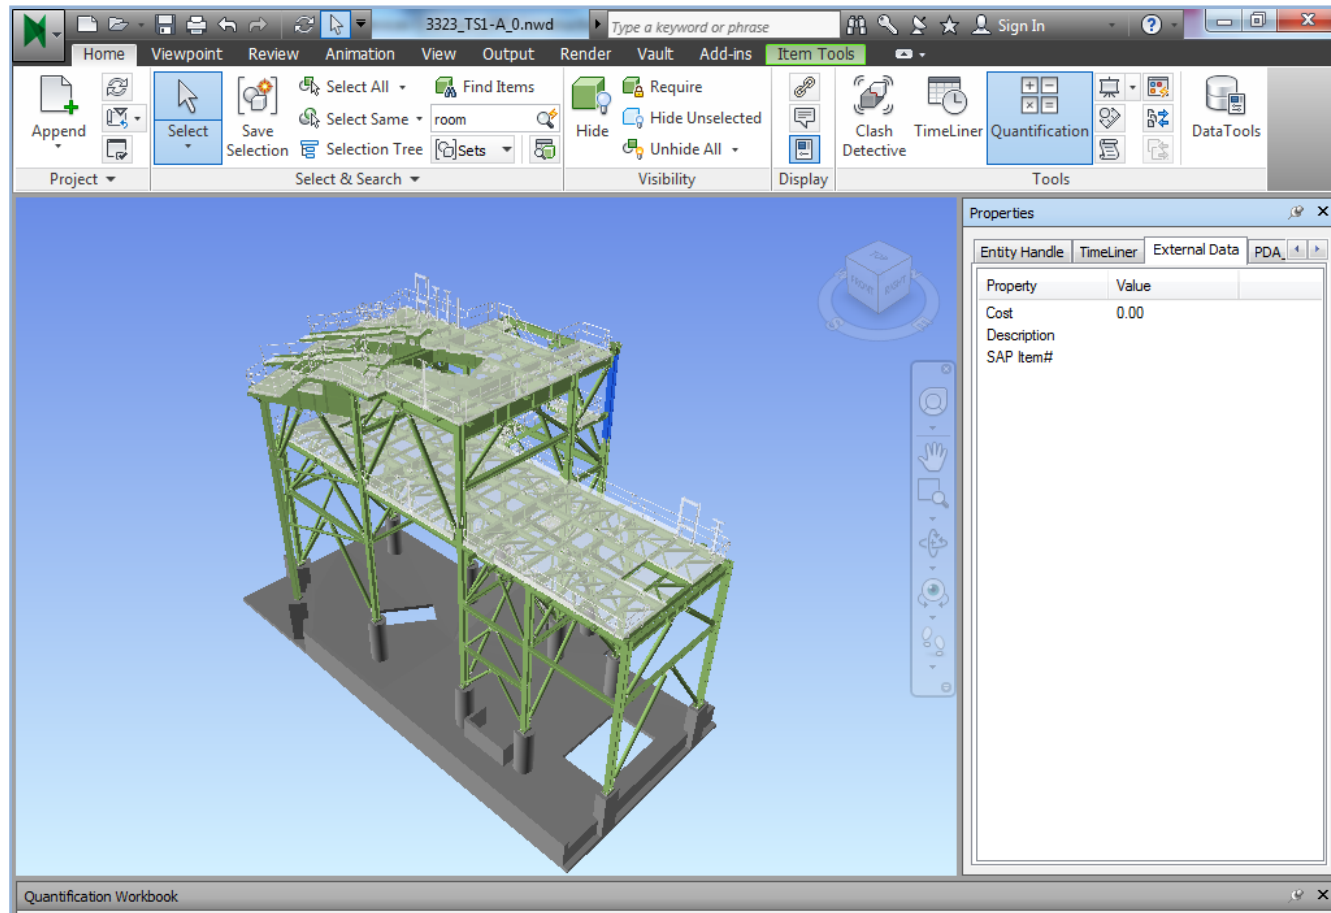 3323_TS1-A_0.nwd
Type a keyword or phrase
Sign In
?
Home Viewpoint Review Animation View Output Render Vault Add-ins Item Tools
Append
Project
Select
Save Selection
Select All
Select Same
Selection Tree
Find Items
room
Sets
Select & Search
Hide
Require
Hide Unselected
Unhide All
Visibility
Display
Clash Detective
TimeLiner
Quantification
DataTools
Tools
Properties
Entity Handle TimeLiner External Data PDA_
Property Value
Cost 0.00
Description
SAP Item#
TOP
FRONT
RIGHT
S
E
Quantification Workbook